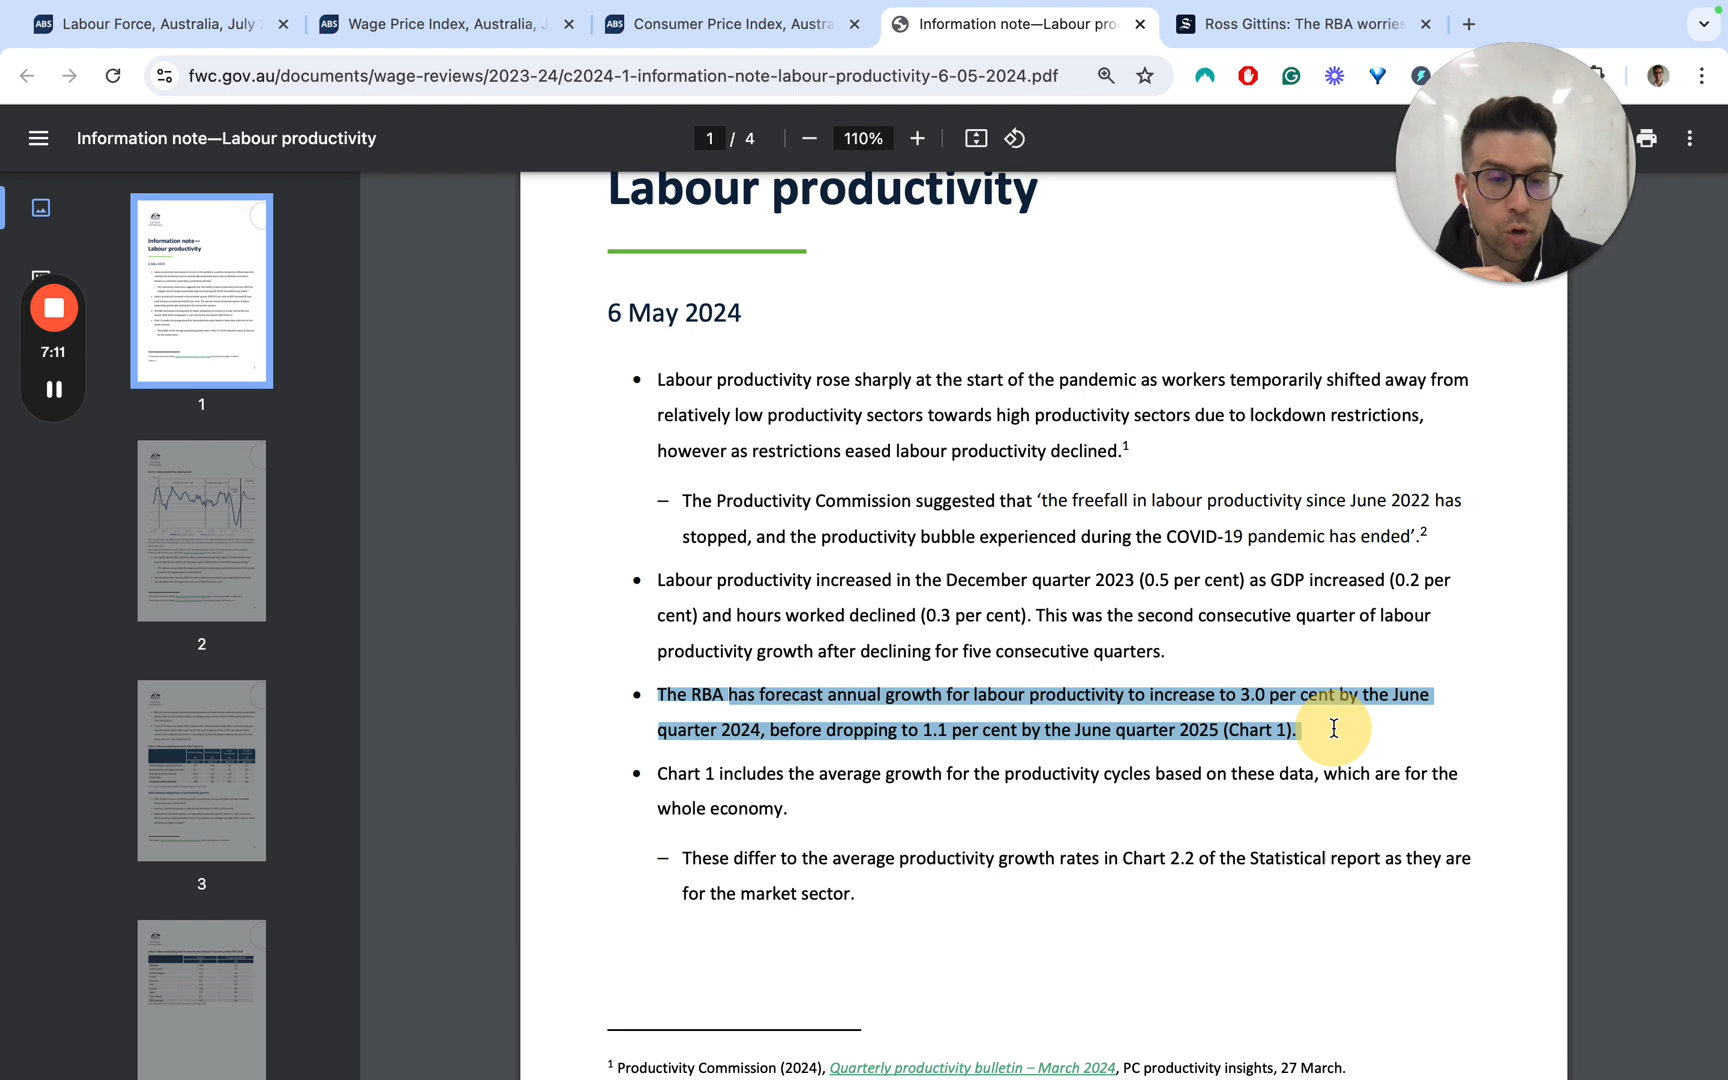 ABS Labour Force, Australia, July 2
ABS Wage Price Index, Australia, J
ABS Consumer Price Index, Austra
Information note—Labour pro
Ross Gittins: The RBA worries
fwc.gov.au/documents/wage-reviews/2023-24/c2024-1-information-note-labour-productivity-6-05-2024.pdf
Information note—Labour productivity
1 / 4
110%
7:11
Information note—
Labour productivity
6 May 2024
1
2
3
Labour productivity
6 May 2024
• Labour productivity rose sharply at the start of the pandemic as workers temporarily shifted away from
relatively low productivity sectors towards high productivity sectors due to lockdown restrictions,
however as restrictions eased labour productivity declined.1
– The Productivity Commission suggested that ‘the freefall in labour productivity since June 2022 has
stopped, and the productivity bubble experienced during the COVID-19 pandemic has ended’.2
• Labour productivity increased in the December quarter 2023 (0.5 per cent) as GDP increased (0.2 per
cent) and hours worked declined (0.3 per cent). This was the second consecutive quarter of labour
productivity growth after declining for five consecutive quarters.
• The RBA has forecast annual growth for labour productivity to increase to 3.0 per cent by the June
quarter 2024, before dropping to 1.1 per cent by the June quarter 2025 (Chart 1).
• Chart 1 includes the average growth for the productivity cycles based on these data, which are for the
whole economy.
– These differ to the average productivity growth rates in Chart 2.2 of the Statistical report as they are
for the market sector.
1 Productivity Commission (2024), Quarterly productivity bulletin – March 2024, PC productivity insights, 27 March.